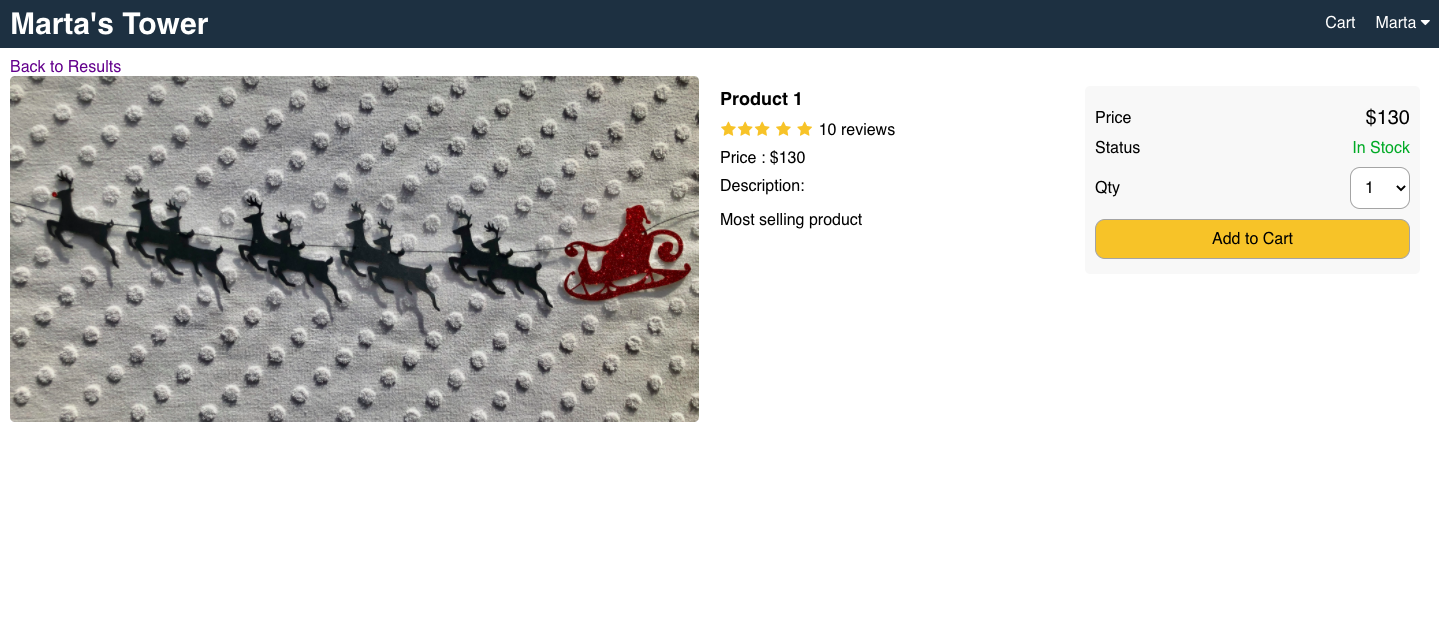 Marta's Tower
Cart
Marta
Back to Results
Product 1
10 reviews
Price : $130
Description:
Most selling product
Price $130
Status In Stock
Qty 1
Add to Cart